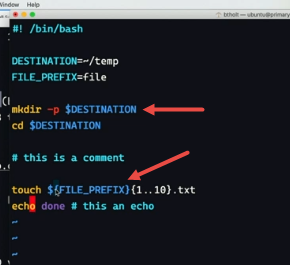 Window Help
btholt — ubuntu@primary
#! /bin/bash
DESTINATION=~/temp
FILE_PREFIX=file
mkdir -p $DESTINATION
cd $DESTINATION
# this is a comment
touch ${FILE_PREFIX}{1..10}.txt
echo done # this an echo
~
~
~